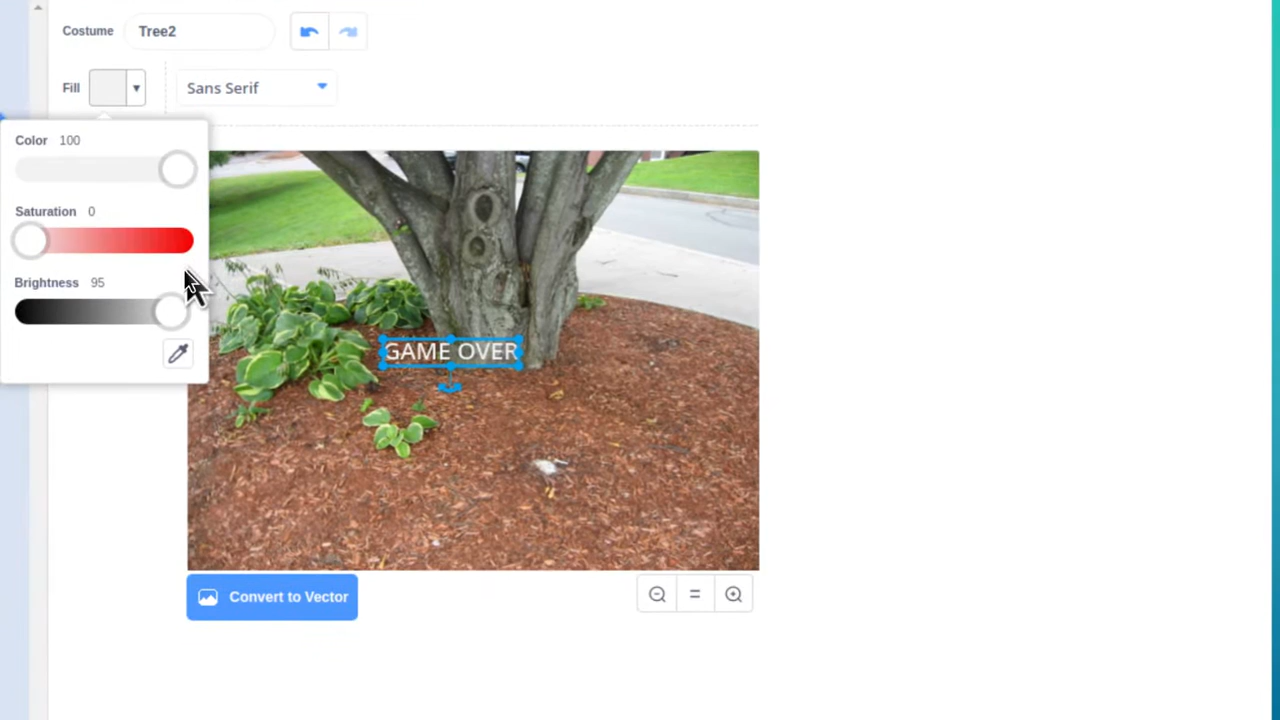 Costume Tree2
Fill Sans Serif
Color 100
Saturation 0
Brightness 95
GAME OVER
Convert to Vector